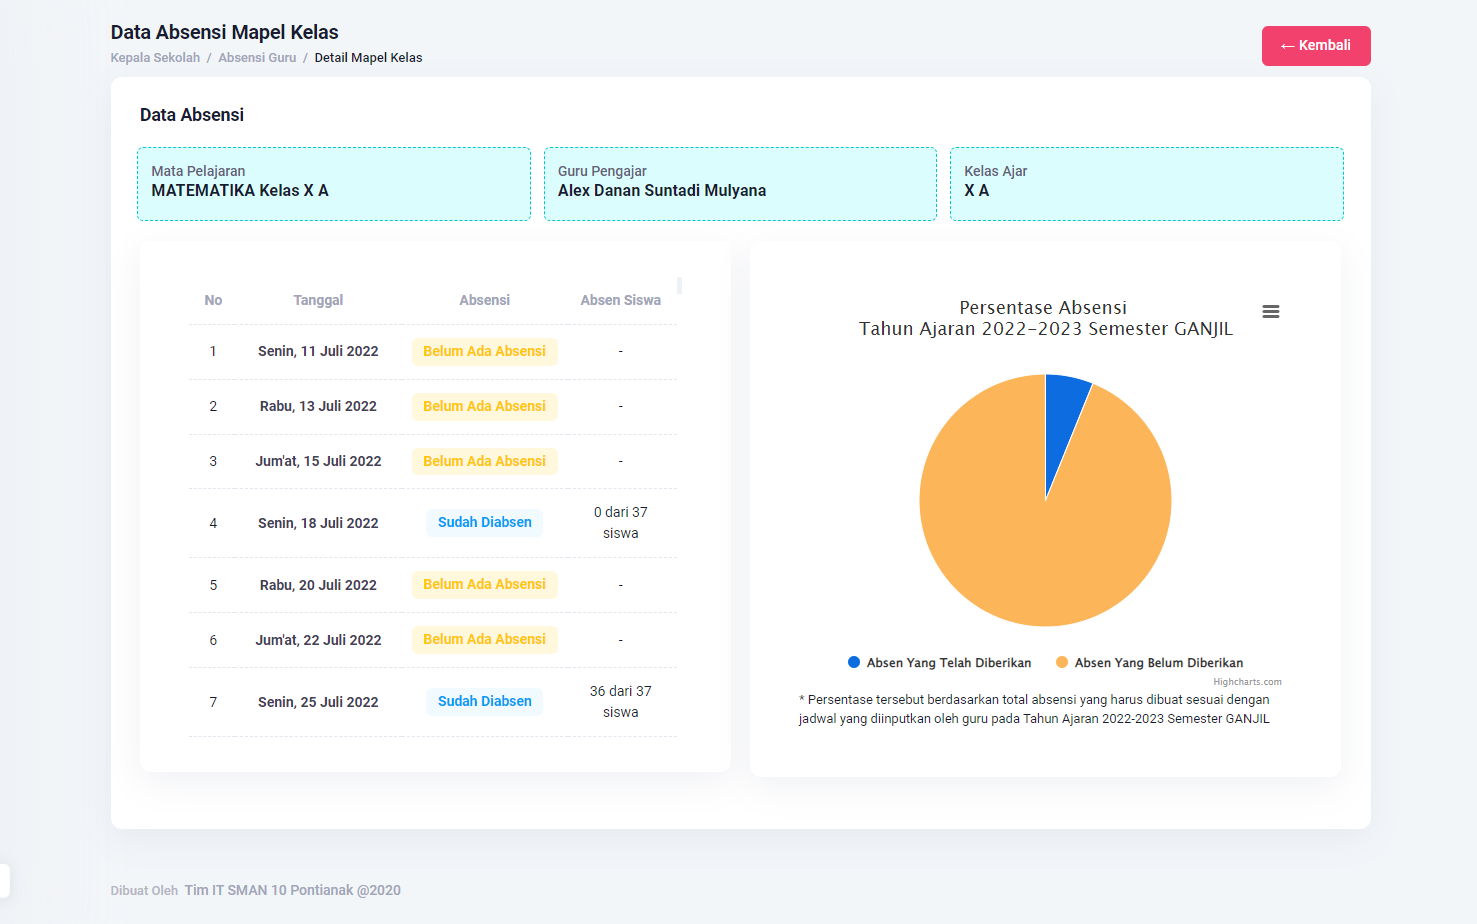 Data Absensi Mapel Kelas
Kepala Sekolah / Absensi Guru / Detail Mapel Kelas
← Kembali
Data Absensi
Mata Pelajaran
MATEMATIKA Kelas X A
Guru Pengajar
Alex Danan Suntadi Mulyana
Kelas Ajar
X A
No Tanggal Absensi Absen Siswa
1 Senin, 11 Juli 2022 Belum Ada Absensi -
2 Rabu, 13 Juli 2022 Belum Ada Absensi -
3 Jum'at, 15 Juli 2022 Belum Ada Absensi -
4 Senin, 18 Juli 2022 Sudah Diabsen 0 dari 37
siswa
5 Rabu, 20 Juli 2022 Belum Ada Absensi -
6 Jum'at, 22 Juli 2022 Belum Ada Absensi -
7 Senin, 25 Juli 2022 Sudah Diabsen 36 dari 37
siswa
Persentase Absensi
Tahun Ajaran 2022-2023 Semester GANJIL
Absen Yang Telah Diberikan
Absen Yang Belum Diberikan
Highcharts.com
* Persentase tersebut berdasarkan total absensi yang harus dibuat sesuai dengan
jadwal yang diinputkan oleh guru pada Tahun Ajaran 2022-2023 Semester GANJIL
Dibuat Oleh Tim IT SMAN 10 Pontianak @2020